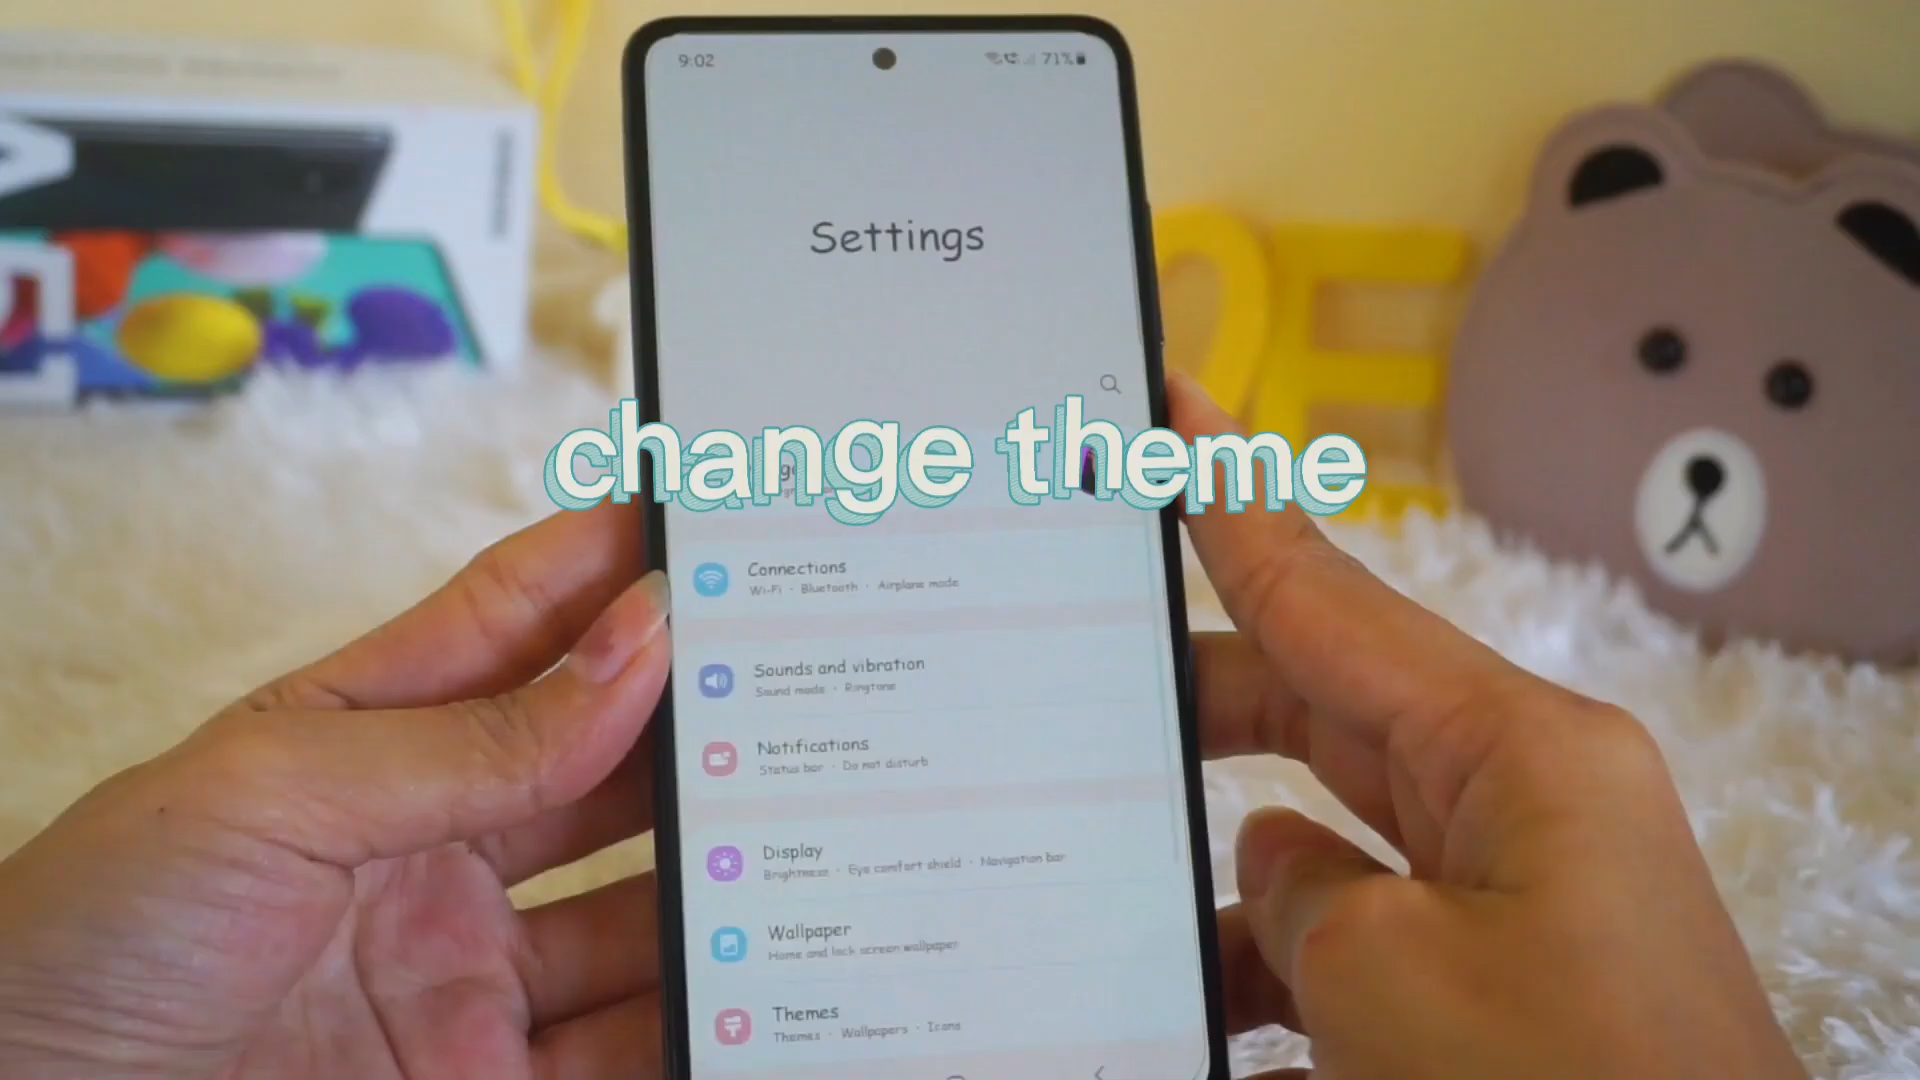 9:02
71%
Settings
change theme
Connections
Wi-Fi · Bluetooth · Airplane mode
Sounds and vibration
Sound mode · Ringtone
Notifications
Status bar · Do not disturb
Display
Brightness · Eye comfort shield · Navigation bar
Wallpaper
Home and lock screen wallpaper
Themes
Themes · Wallpapers · Icons